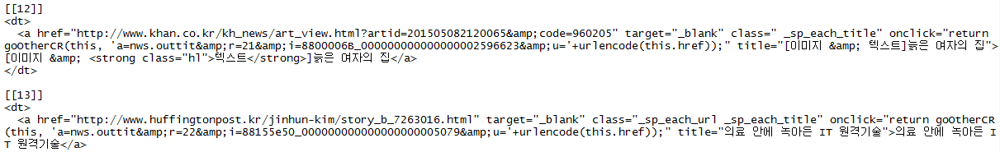 [[12]]
<dt>
  <a href="http://www.khan.co.kr/kh_news/art_view.html?artid=201505082120065&amp;code=960205" target="_blank" class=" _sp_each_title" onclick="return
goOtherCR(this, 'a=nws.outtit&amp;r=21&amp;i=8800006B_000000000000000002596623&amp;u='+urlencode(this.href));" title="[이미지 &amp; 텍스트]늙은 여자의 집">
[이미지 &amp; <strong class="hl">텍스트</strong>]늙은 여자의 집</a>
</dt>

[[13]]
<dt>
  <a href="http://www.huffingtonpost.kr/jinhun-kim/story_b_7263016.html" target="_blank" class="_sp_each_url _sp_each_title" onclick="return goOtherCR
(this, 'a=nws.outtit&amp;r=22&amp;i=88155e50_000000000000000000005079&amp;u='+urlencode(this.href));" title="의료 안에 녹아든 IT 원격기술">의료 안에 녹아든 I
T 원격기술</a>